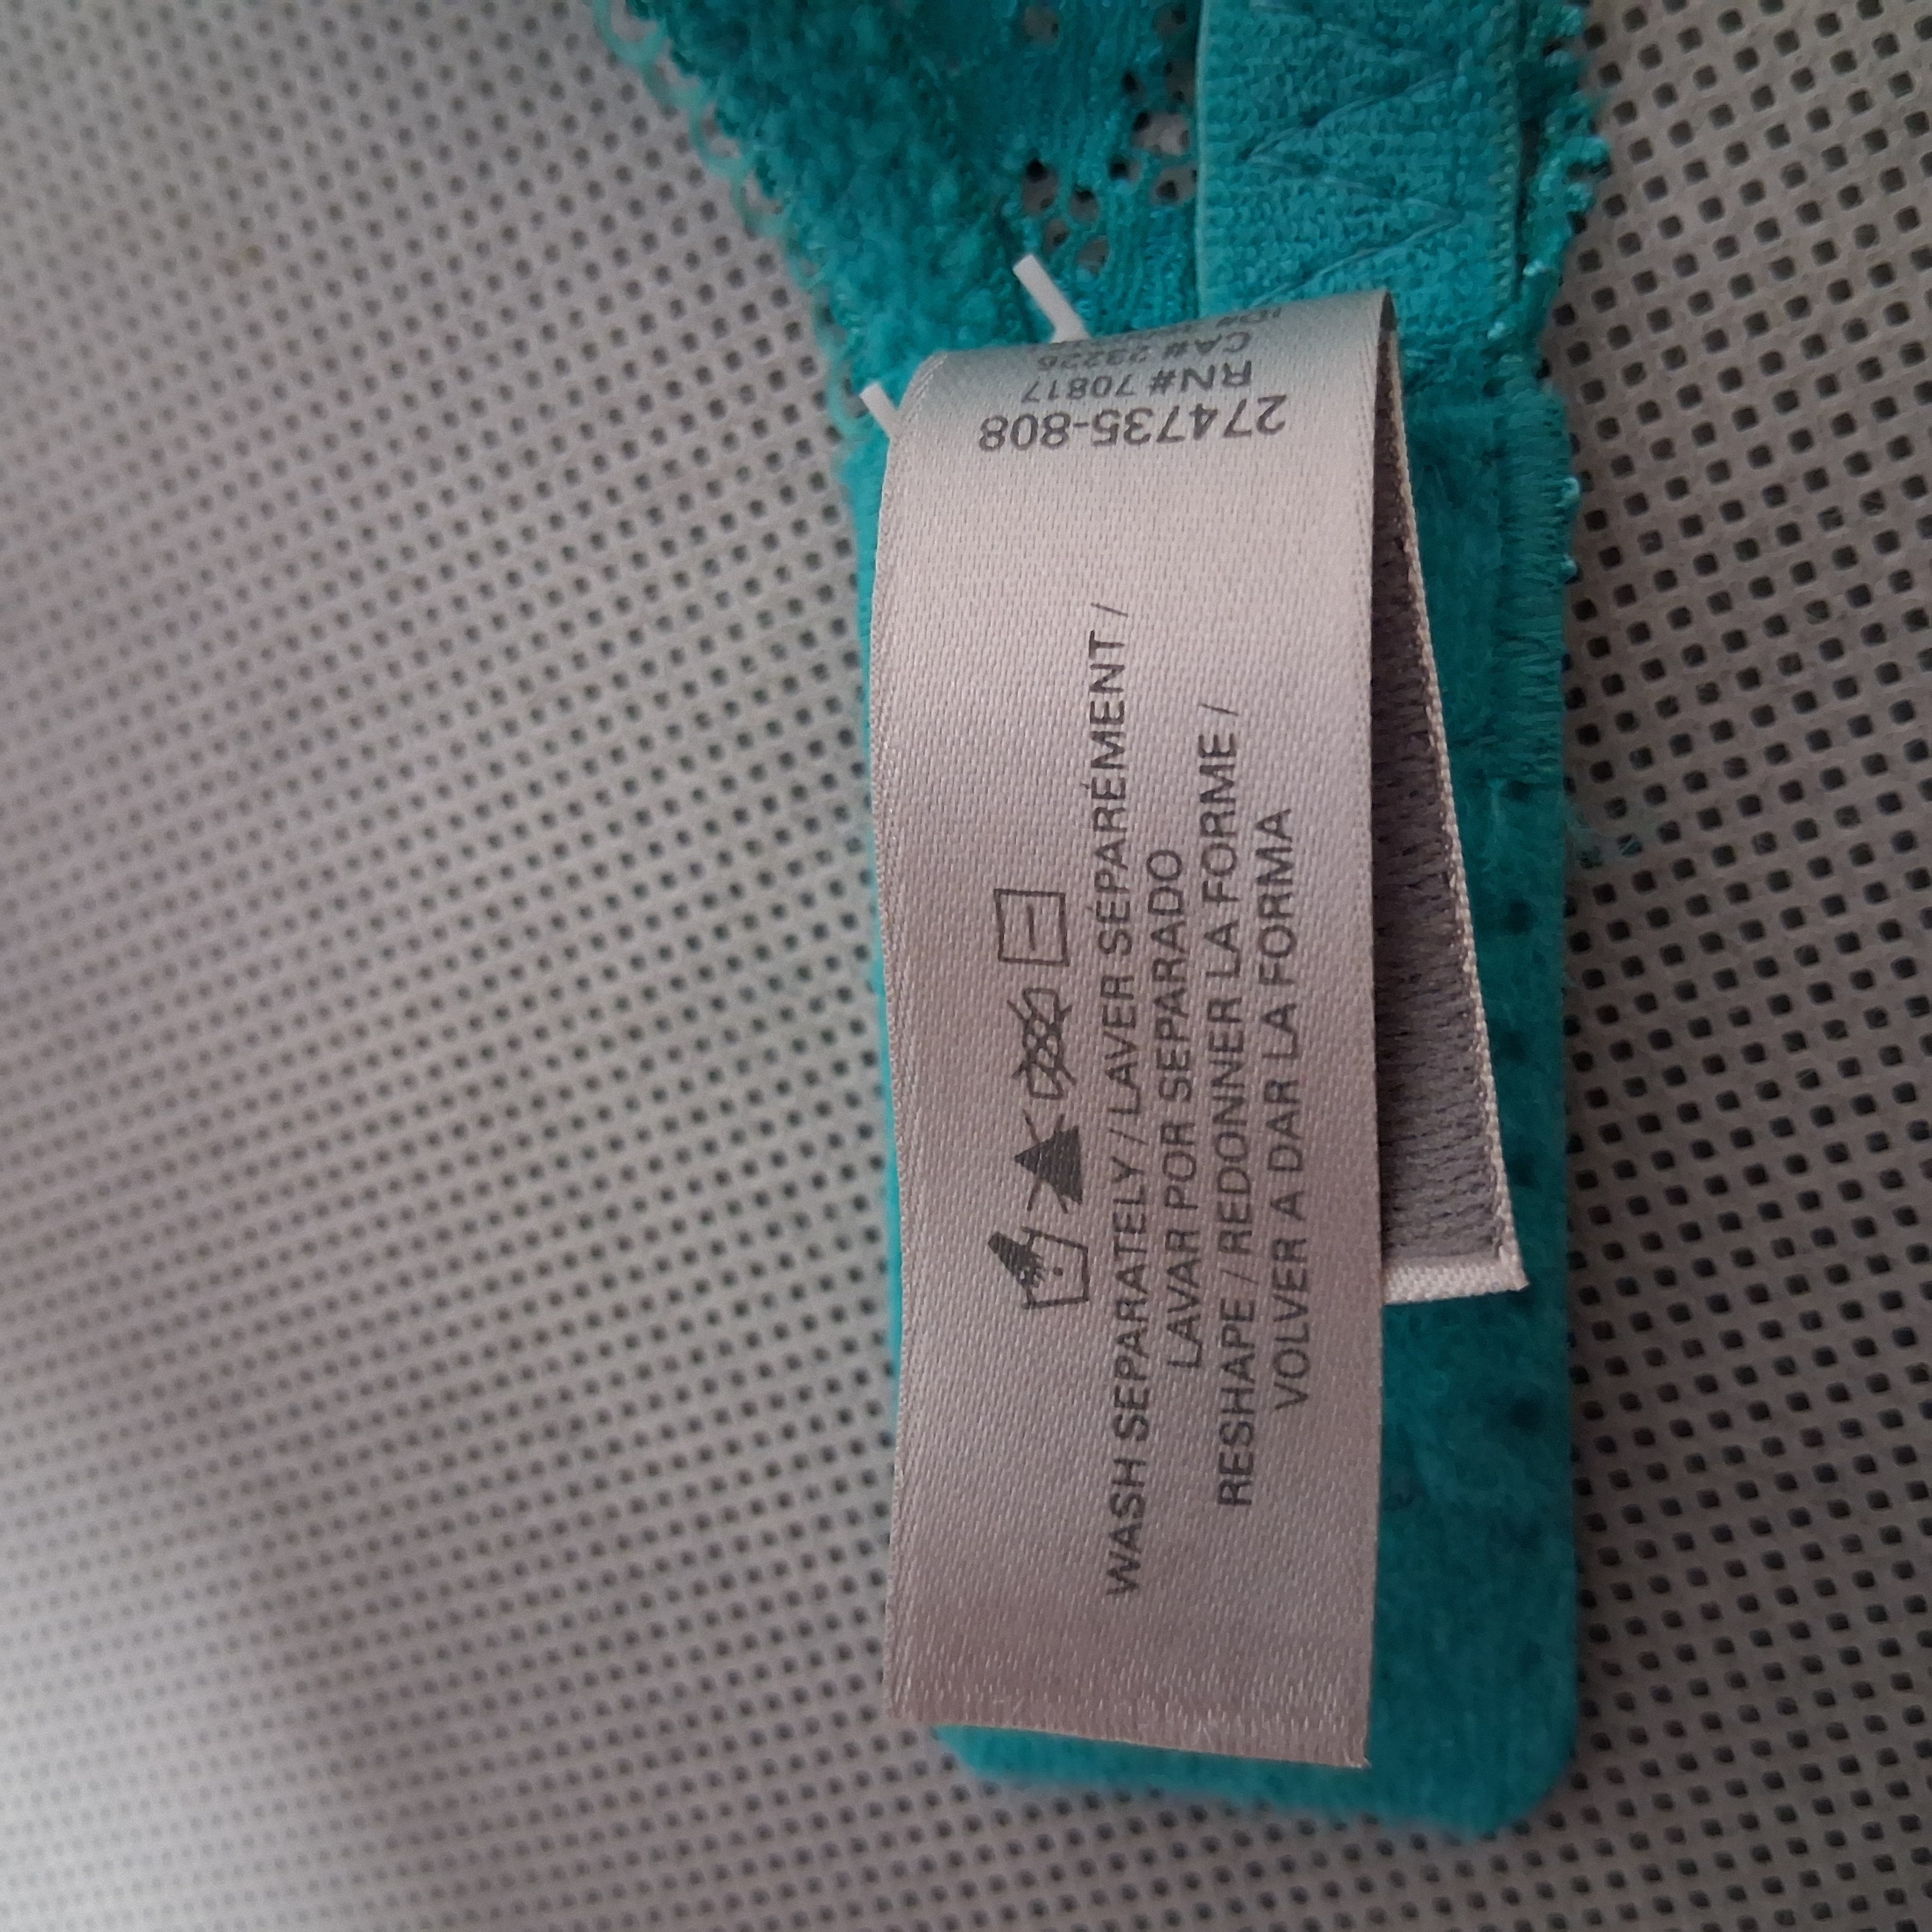 274735-808
RN# 70817
CA# 23226
WASH SEPARATELY / LAVER SÉPARÉMENT /
LAVAR POR SEPARADO
RESHAPE / REDONNER LA FORME /
VOLVER A DAR LA FORMA